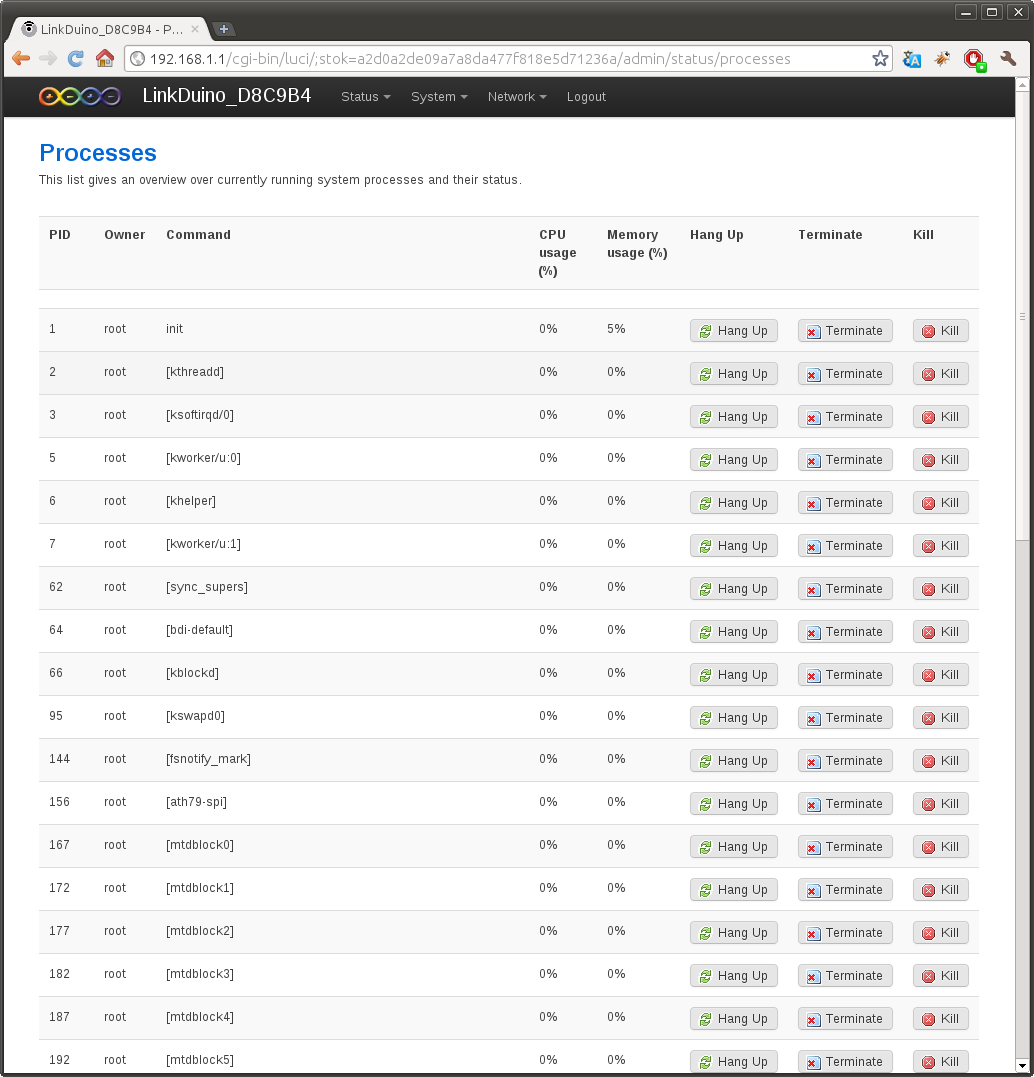 LinkDuino_D8C9B4 - P...
192.168.1.1/cgi-bin/luci/;stok=a2d0a2de09a7a8da477f818e5d71236a/admin/status/processes
LinkDuino_D8C9B4 Status System Network Logout
Processes
This list gives an overview over currently running system processes and their status.
PID Owner Command CPU usage (%) Memory usage (%) Hang Up Terminate Kill
1 root init 0% 5% Hang Up Terminate Kill
2 root [kthreadd] 0% 0% Hang Up Terminate Kill
3 root [ksoftirqd/0] 0% 0% Hang Up Terminate Kill
5 root [kworker/u:0] 0% 0% Hang Up Terminate Kill
6 root [khelper] 0% 0% Hang Up Terminate Kill
7 root [kworker/u:1] 0% 0% Hang Up Terminate Kill
62 root [sync_supers] 0% 0% Hang Up Terminate Kill
64 root [bdi-default] 0% 0% Hang Up Terminate Kill
66 root [kblockd] 0% 0% Hang Up Terminate Kill
95 root [kswapd0] 0% 0% Hang Up Terminate Kill
144 root [fsnotify_mark] 0% 0% Hang Up Terminate Kill
156 root [ath79-spi] 0% 0% Hang Up Terminate Kill
167 root [mtdblock0] 0% 0% Hang Up Terminate Kill
172 root [mtdblock1] 0% 0% Hang Up Terminate Kill
177 root [mtdblock2] 0% 0% Hang Up Terminate Kill
182 root [mtdblock3] 0% 0% Hang Up Terminate Kill
187 root [mtdblock4] 0% 0% Hang Up Terminate Kill
192 root [mtdblock5] 0% 0% Hang Up Terminate Kill